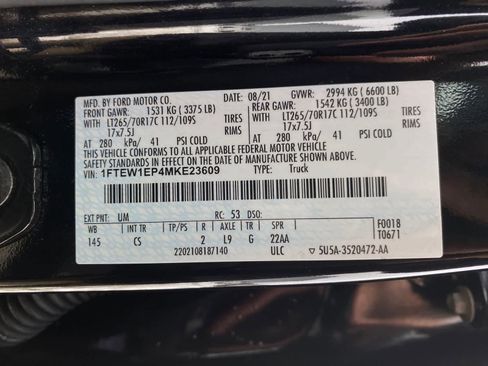 MFD. BY FORD MOTOR CO. 08/21 GVWR: 2994 KG (6600 LB)
FRONT GAWR: 1531 KG (3375 LB) REAR GAWR: 1542 KG (3400 LB)
WITH LT265/70R17C 112/109S TIRES WITH LT265/70R17C 112/109S TIRES
17x7.5J RIMS 17x7.5J RIMS
AT 280 kPa/ 41 PSI COLD AT 280 kPa/ 41 PSI COLD
THIS VEHICLE CONFORMS TO ALL APPLICABLE FEDERAL MOTOR VEHICLE
SAFETY STANDARDS IN EFFECT ON THE DATE OF MANUFACTURE SHOWN ABOVE.
VIN: 1FTEW1EP4MKE23609 TYPE: Truck
EXT PNT: UM RC: 53 DSO:
WB TP/PS R AXLE TR SPR F0018
145 CS 2 L9 G 22AA T0671
2202108187140 ULC 5U5A-3520472-AA